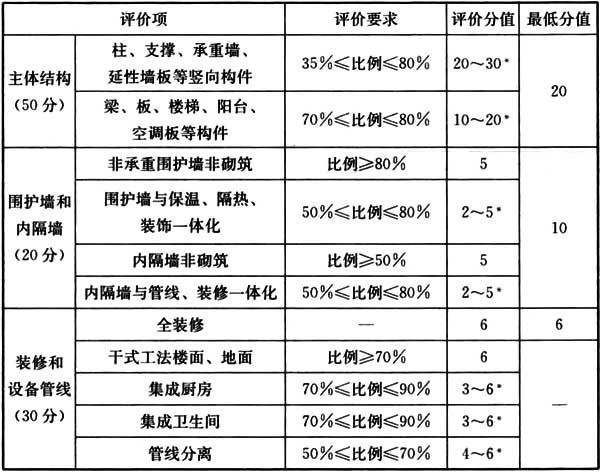 评价项 评价要求 评价分值 最低分值
主体结构
（50分）
柱、支撑、承重墙、
延性墙板等竖向构件
35%≤比例≤80% 20～30*
梁、板、楼梯、阳台、
空调板等构件
70%≤比例≤80% 10～20*
20
围护墙和
内隔墙
（20分）
非承重围护墙非砌筑 比例≥80% 5
围护墙与保温、隔热、
装饰一体化
50%≤比例≤80% 2～5*
内隔墙非砌筑 比例≥50% 5
内隔墙与管线、装修一体化 50%≤比例≤80% 2～5*
10
装修和
设备管线
（30分）
全装修 — 6 6
干式工法楼面、地面 比例≥70% 6
集成厨房 70%≤比例≤90% 3～6*
集成卫生间 70%≤比例≤90% 3～6*
管线分离 50%≤比例≤70% 4～6*
—